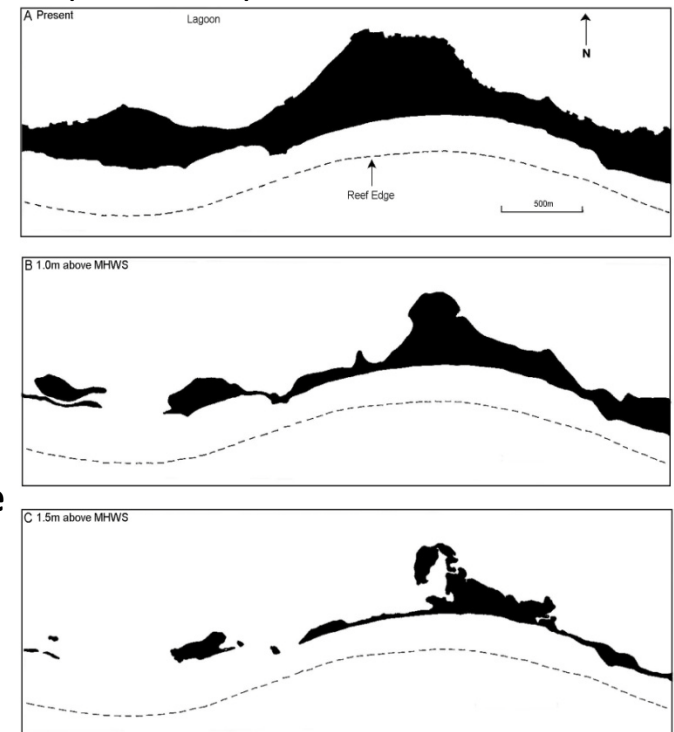 A Present
Lagoon
N
Reef Edge
500m
B 1.0m above MHWS
e
C 1.5m above MHWS